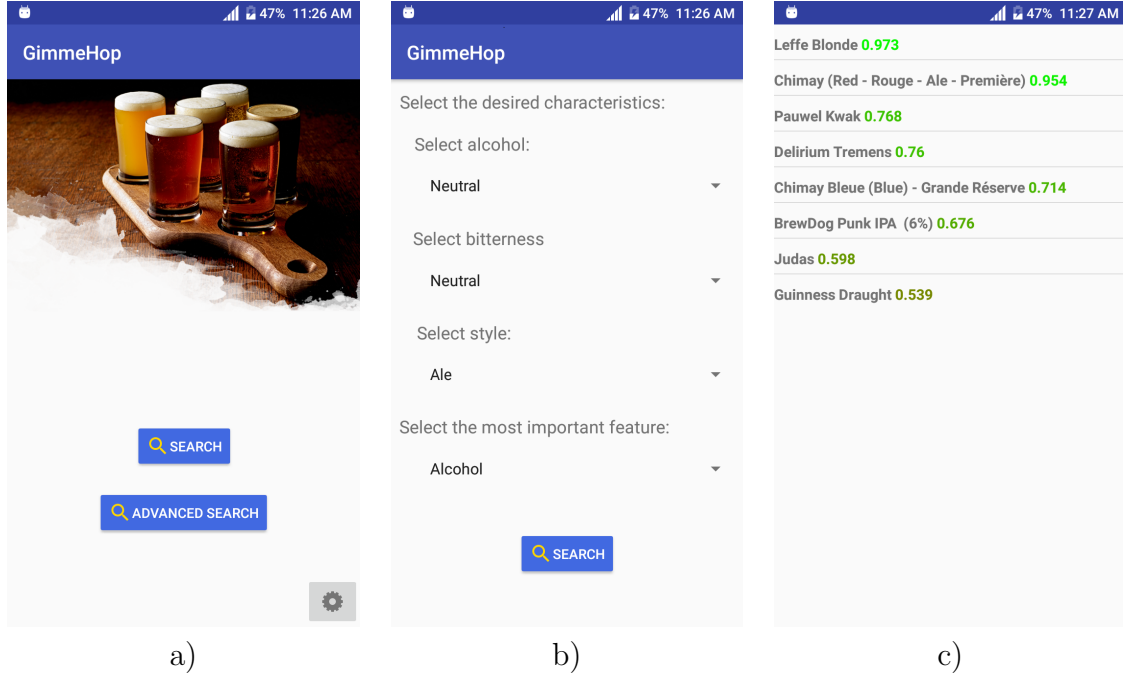 47% 11:26 AM
GimmeHop
SEARCH
ADVANCED SEARCH
a)
47% 11:26 AM
GimmeHop
Select the desired characteristics:
Select alcohol:
Neutral
Select bitterness
Neutral
Select style:
Ale
Select the most important feature:
Alcohol
SEARCH
b)
47% 11:27 AM
Leffe Blonde 0.973
Chimay (Red - Rouge - Ale - Première) 0.954
Pauwel Kwak 0.768
Delirium Tremens 0.76
Chimay Bleue (Blue) - Grande Réserve 0.714
BrewDog Punk IPA (6%) 0.676
Judas 0.598
Guinness Draught 0.539
c)